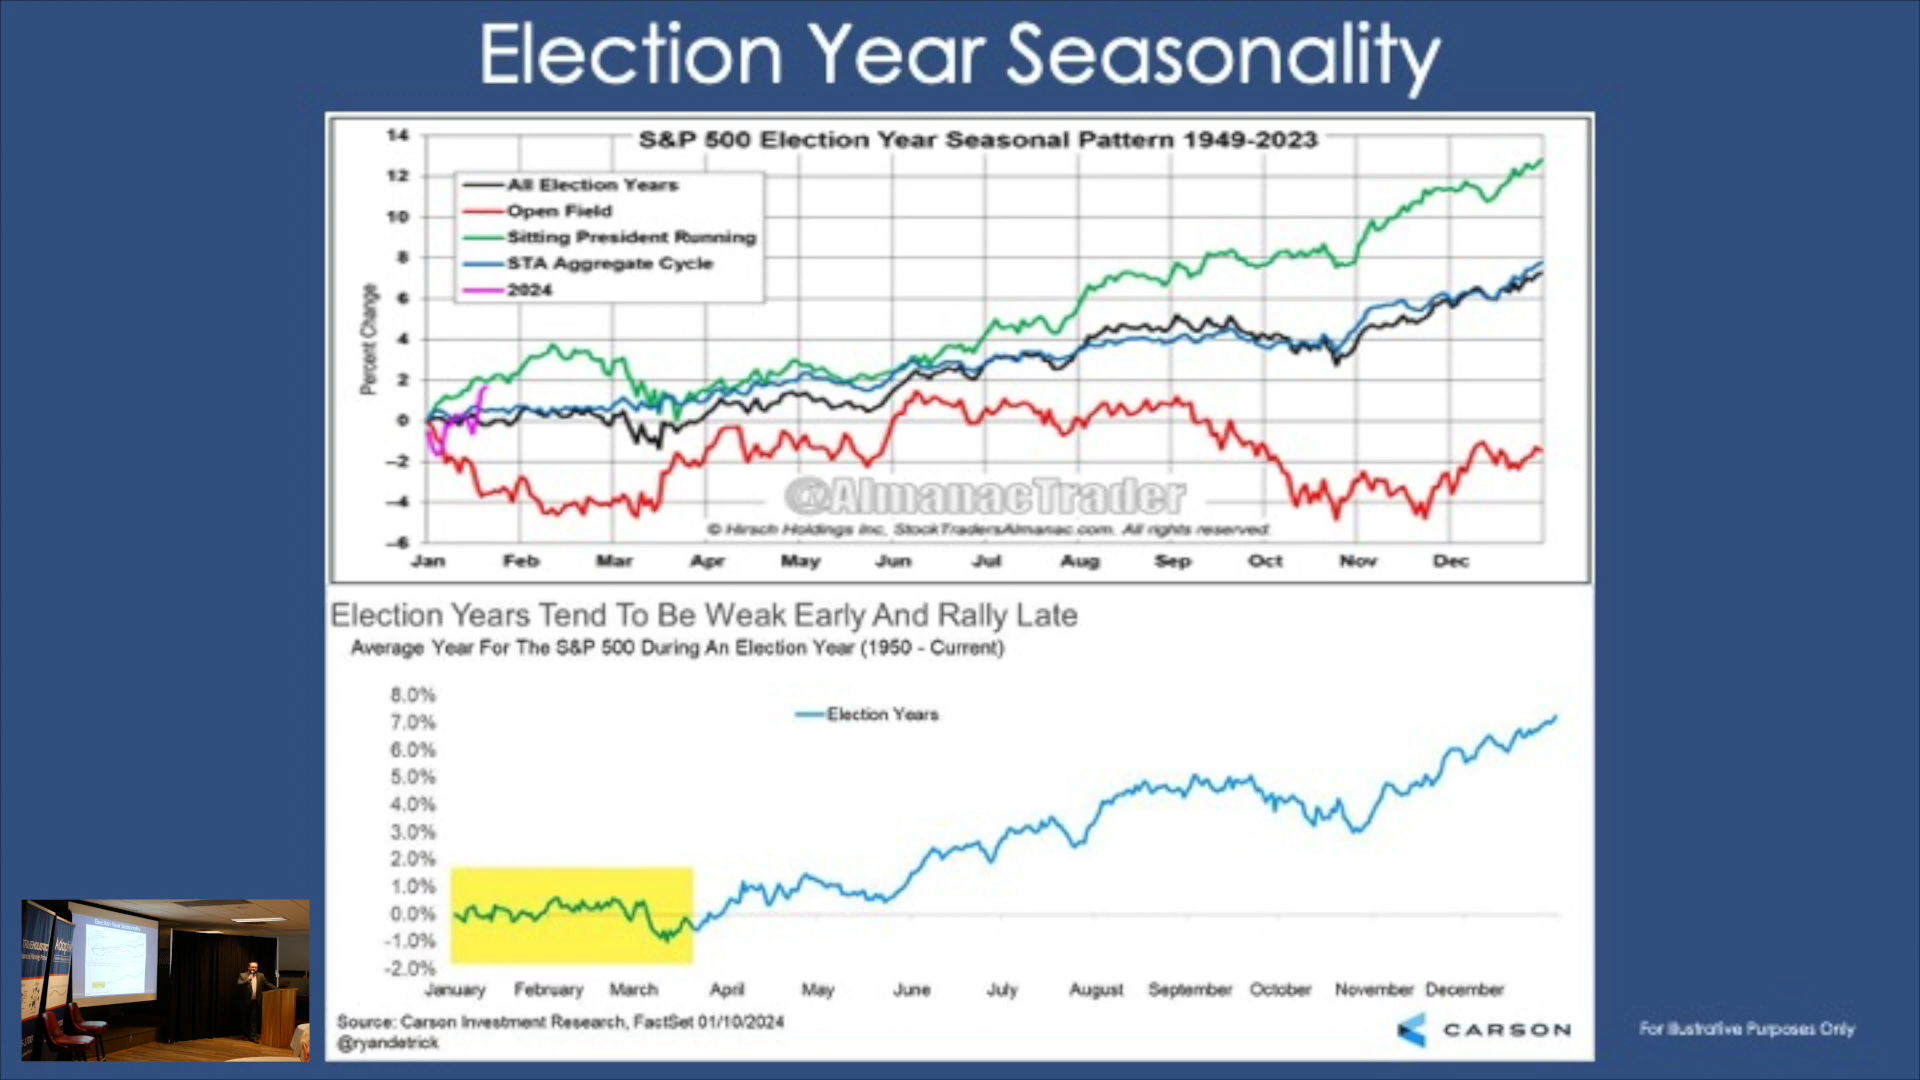 Election Year Seasonality
S&P 500 Election Year Seasonal Pattern 1949-2023
14
12
10
8
6
4
2
0
-2
-4
-6
Percent Change
All Election Years
Open Field
Sitting President Running
STA Aggregate Cycle
2024
@AlmanacTrader
© Hirsch Holdings Inc, StockTradersAlmanac.com. All rights reserved.
Jan Feb Mar Apr May Jun Jul Aug Sep Oct Nov Dec
Election Years Tend To Be Weak Early And Rally Late
Average Year For The S&P 500 During An Election Year (1950 - Current)
8.0%
7.0%
6.0%
5.0%
4.0%
3.0%
2.0%
1.0%
0.0%
-1.0%
-2.0%
Election Years
January February March April May June July August September October November December
Source: Carson Investment Research, FactSet 01/10/2024
@ryandetrick
CARSON
For Illustrative Purposes Only
Election Year Seasonality